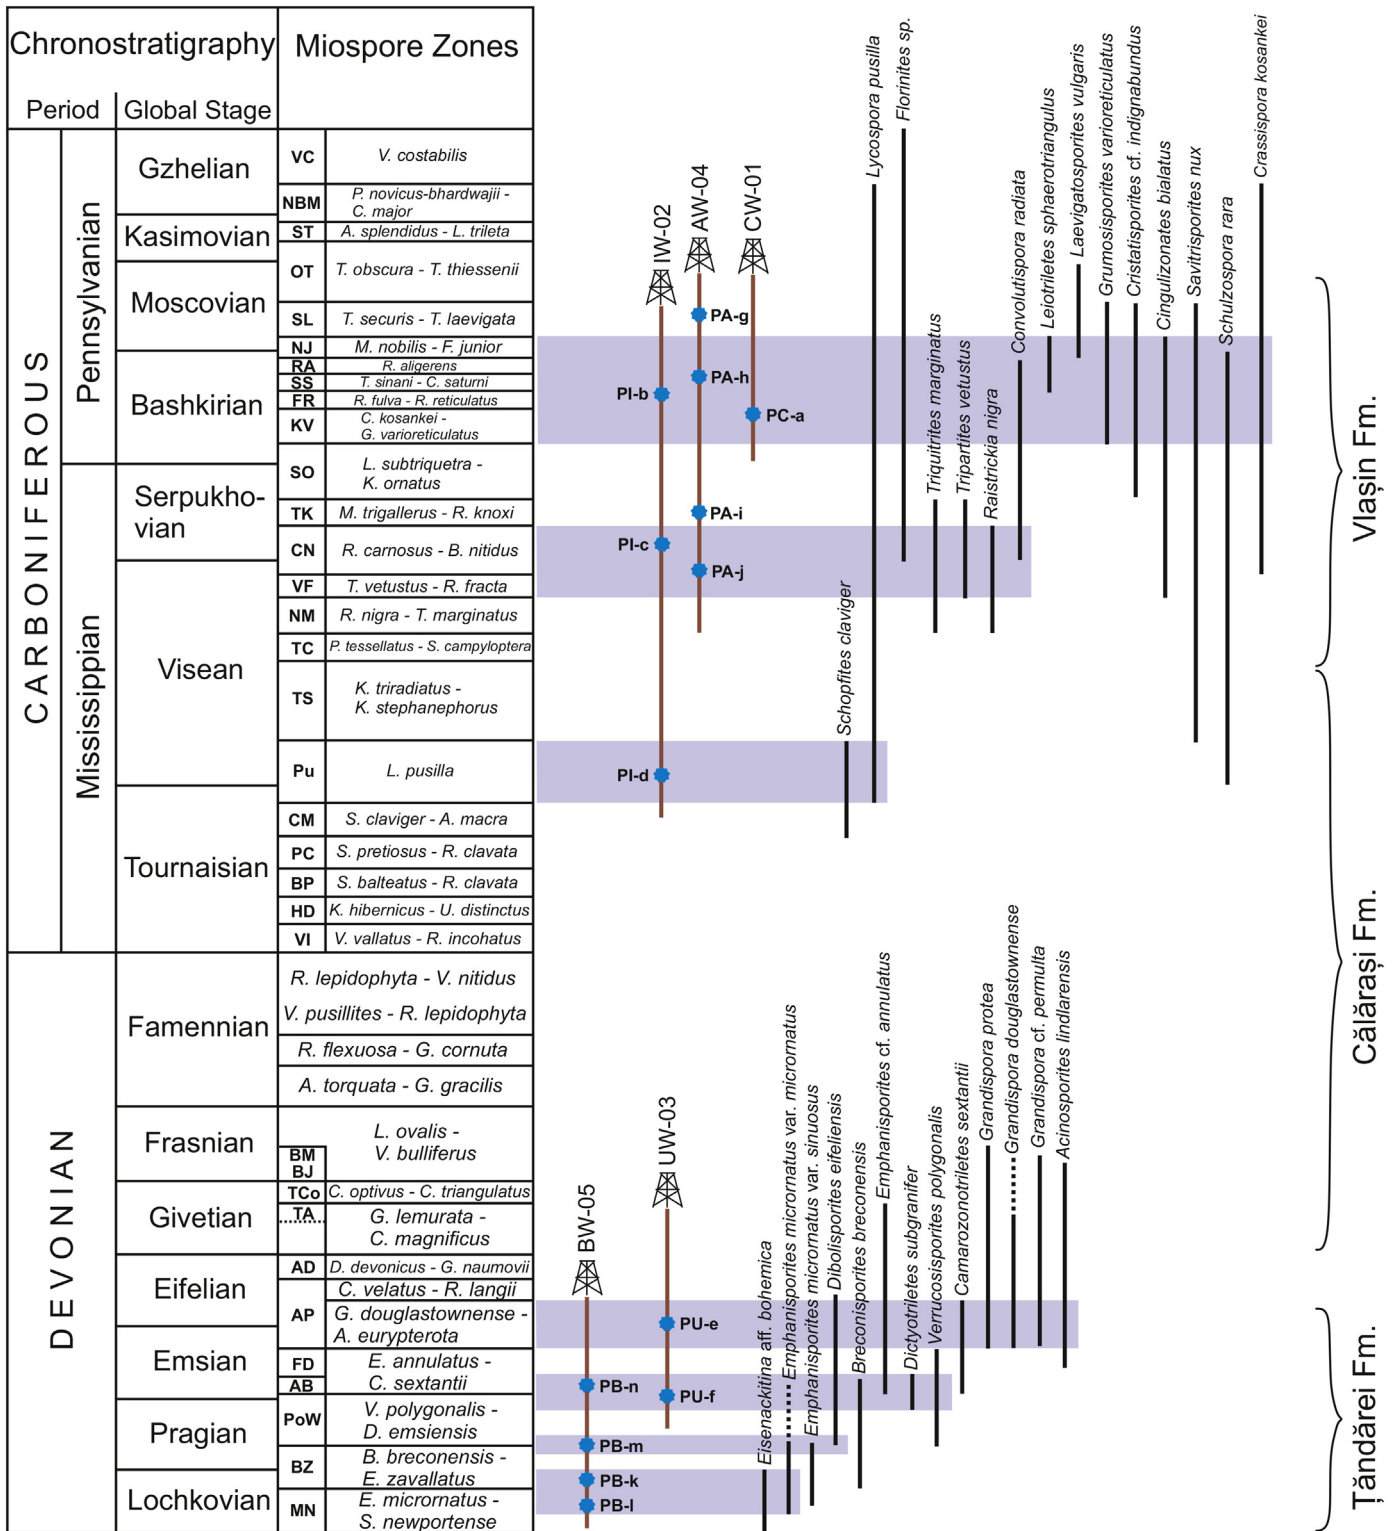 Chronostratigraphy
Miospore Zones
Period
Global Stage
CARBONIFEROUS
Pennsylvanian
Mississippian
DEVONIAN
Gzhelian
Kasimovian
Moscovian
Bashkirian
Serpukho-
vian
Visean
Tournaisian
Famennian
Frasnian
Givetian
Eifelian
Emsian
Pragian
Lochkovian
VC
V. costabilis
NBM
P. novicus-bhardwajii -
C. major
ST
A. splendidus - L. trileta
OT
T. obscura - T. thiessenii
SL
T. securis - T. laevigata
NJ
M. nobilis - F. junior
RA
R. aligerens
SS
T. sinani - C. saturni
FR
R. fulva - R. reticulatus
KV
C. kosankei -
G. varioreticulatus
SO
L. subtriquetra -
K. ornatus
TK
M. trigallerus - R. knoxi
CN
R. carnosus - B. nitidus
VF
T. vetustus - R. fracta
NM
R. nigra - T. marginatus
TC
P. tessellatus - S. campyloptera
TS
K. triradiatus -
K. stephanephorus
Pu
L. pusilla
CM
S. claviger - A. macra
PC
S. pretiosus - R. clavata
BP
S. balteatus - R. clavata
HD
K. hibernicus - U. distinctus
VI
V. vallatus - R. incohatus
R. lepidophyta - V. nitidus
V. pusillites - R. lepidophyta
R. flexuosa - G. cornuta
A. torquata - G. gracilis
L. ovalis -
V. bulliferus
BM
BJ
TCo
C. optivus - C. triangulatus
TA
G. lemurata -
C. magnificus
AD
D. devonicus - G. naumovii
C. velatus - R. langii
AP
G. douglastownense -
A. eurypterota
FD
E. annulatus -
C. sextantii
AB
PoW
V. polygonalis -
D. emsiensis
BZ
B. breconensis -
E. zavallatus
MN
E. micrornatus -
S. newportense
IW-02
AW-04
CW-01
PA-g
PA-h
PI-b
PC-a
PA-i
PI-c
PA-j
PI-d
BW-05
UW-03
PU-e
PB-n
PU-f
PB-m
PB-k
PB-l
Schopfites claviger
Lycospora pusilla
Florinites sp.
Triquitrites marginatus
Tripartites vetustus
Raistrickia nigra
Convolutispora radiata
Leiotriletes sphaerotriangulus
Laevigatosporites vulgaris
Grumosisporites varioreticulatus
Cristatisporites cf. indignabundus
Cingulizonates bialatus
Savitrisporites nux
Schulzospora rara
Crassispora kosankei
Eisenackitina aff. bohemica
Emphanisporites micrornatus var. micrornatus
Emphanisporites micrornatus var. sinuosus
Dibolisporites eifeliensis
Breconisporites breconensis
Emphanisporites cf. annulatus
Dictyotriletes subgranifer
Verrucosisporites polygonalis
Camarozonotriletes sextantii
Grandispora protea
Grandispora douglastownense
Grandispora cf. permulta
Acinosporites lindlarensis
Vlașin Fm.
Călărași Fm.
Țăndărei Fm.